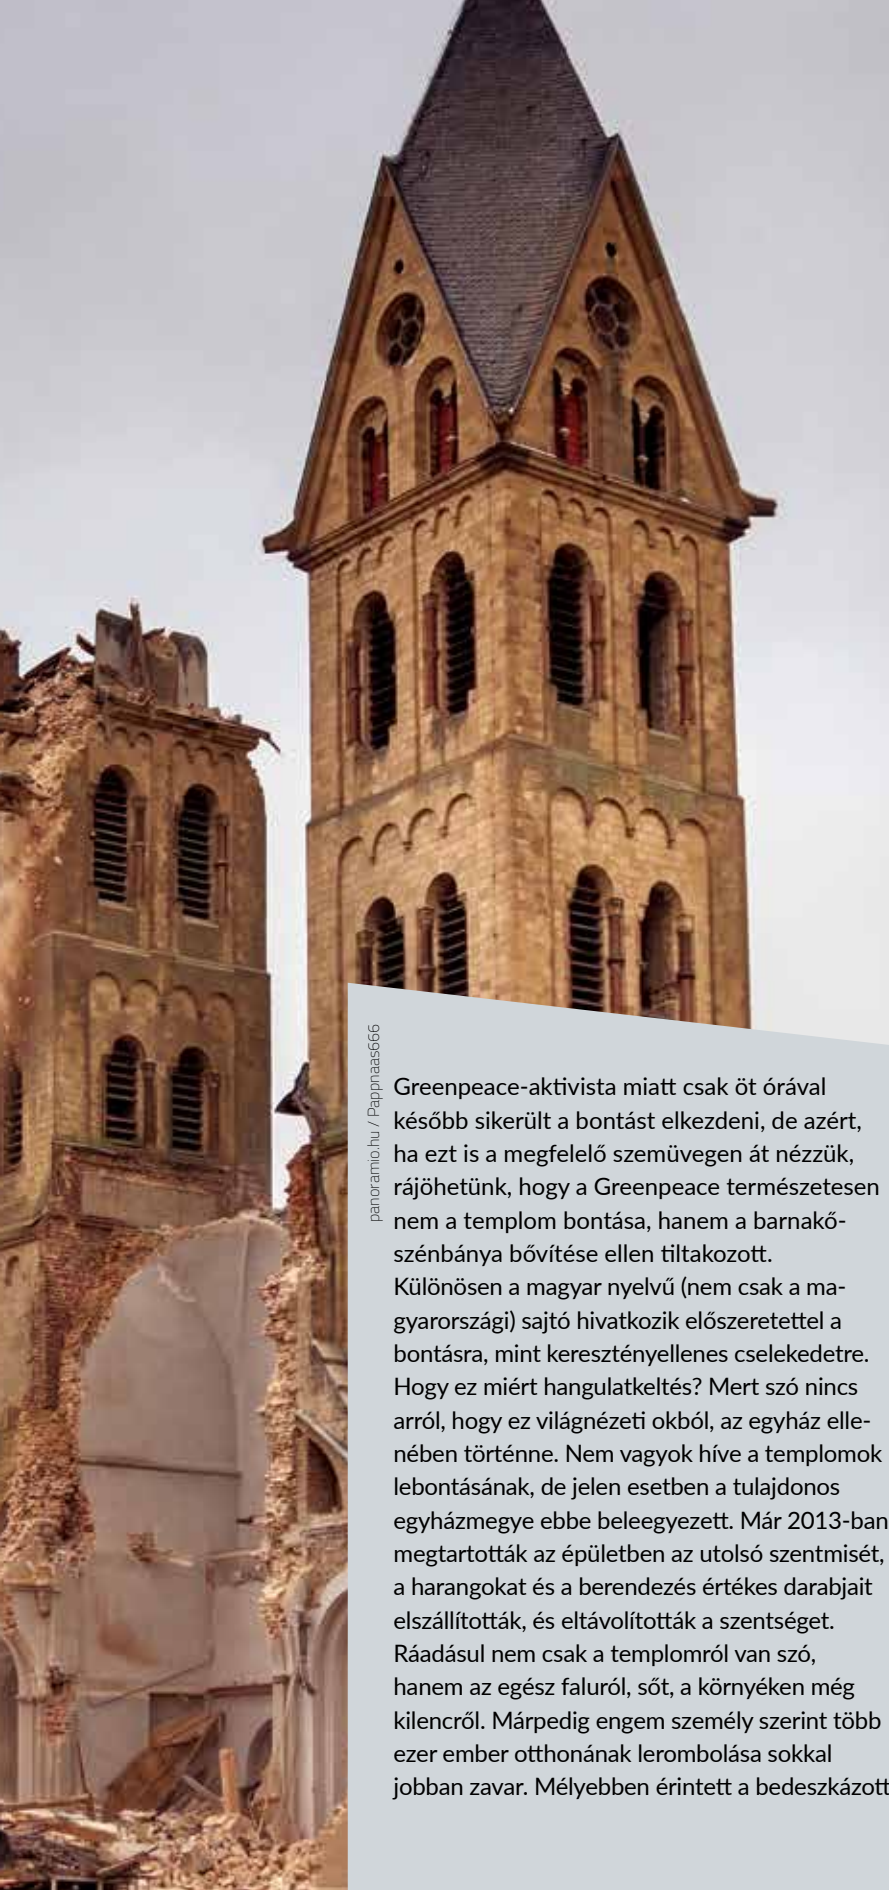 panoramio.hu / Pappnaas666
Greenpeace-aktivista miatt csak öt órával
később sikerült a bontást elkezdeni, de azért,
ha ezt is a megfelelő szemüvegen át nézzük,
rájöhetünk, hogy a Greenpeace természetesen
nem a templom bontása, hanem a barnakő-
szénbánya bővítése ellen tiltakozott.
Különösen a magyar nyelvű (nem csak a ma-
gyarországi) sajtó hivatkozik előszeretettel a
bontásra, mint keresztényellenes cselekedetre.
Hogy ez miért hangulatkeltés? Mert szó nincs
arról, hogy ez világnézeti okból, az egyház elle-
nében történne. Nem vagyok híve a templomok
lebontásának, de jelen esetben a tulajdonos
egyházmegye ebbe beleegyezett. Már 2013-ban
megtartották az épületben az utolsó szentmisét,
a harangokat és a berendezés értékes darabjait
elszállították, és eltávolították a szentséget.
Ráadásul nem csak a templomról van szó,
hanem az egész faluról, sőt, a környéken még
kilencről. Márpedig engem személy szerint több
ezer ember otthonának lerombolása sokkal
jobban zavar. Mélyebben érintett a bedeszkázott